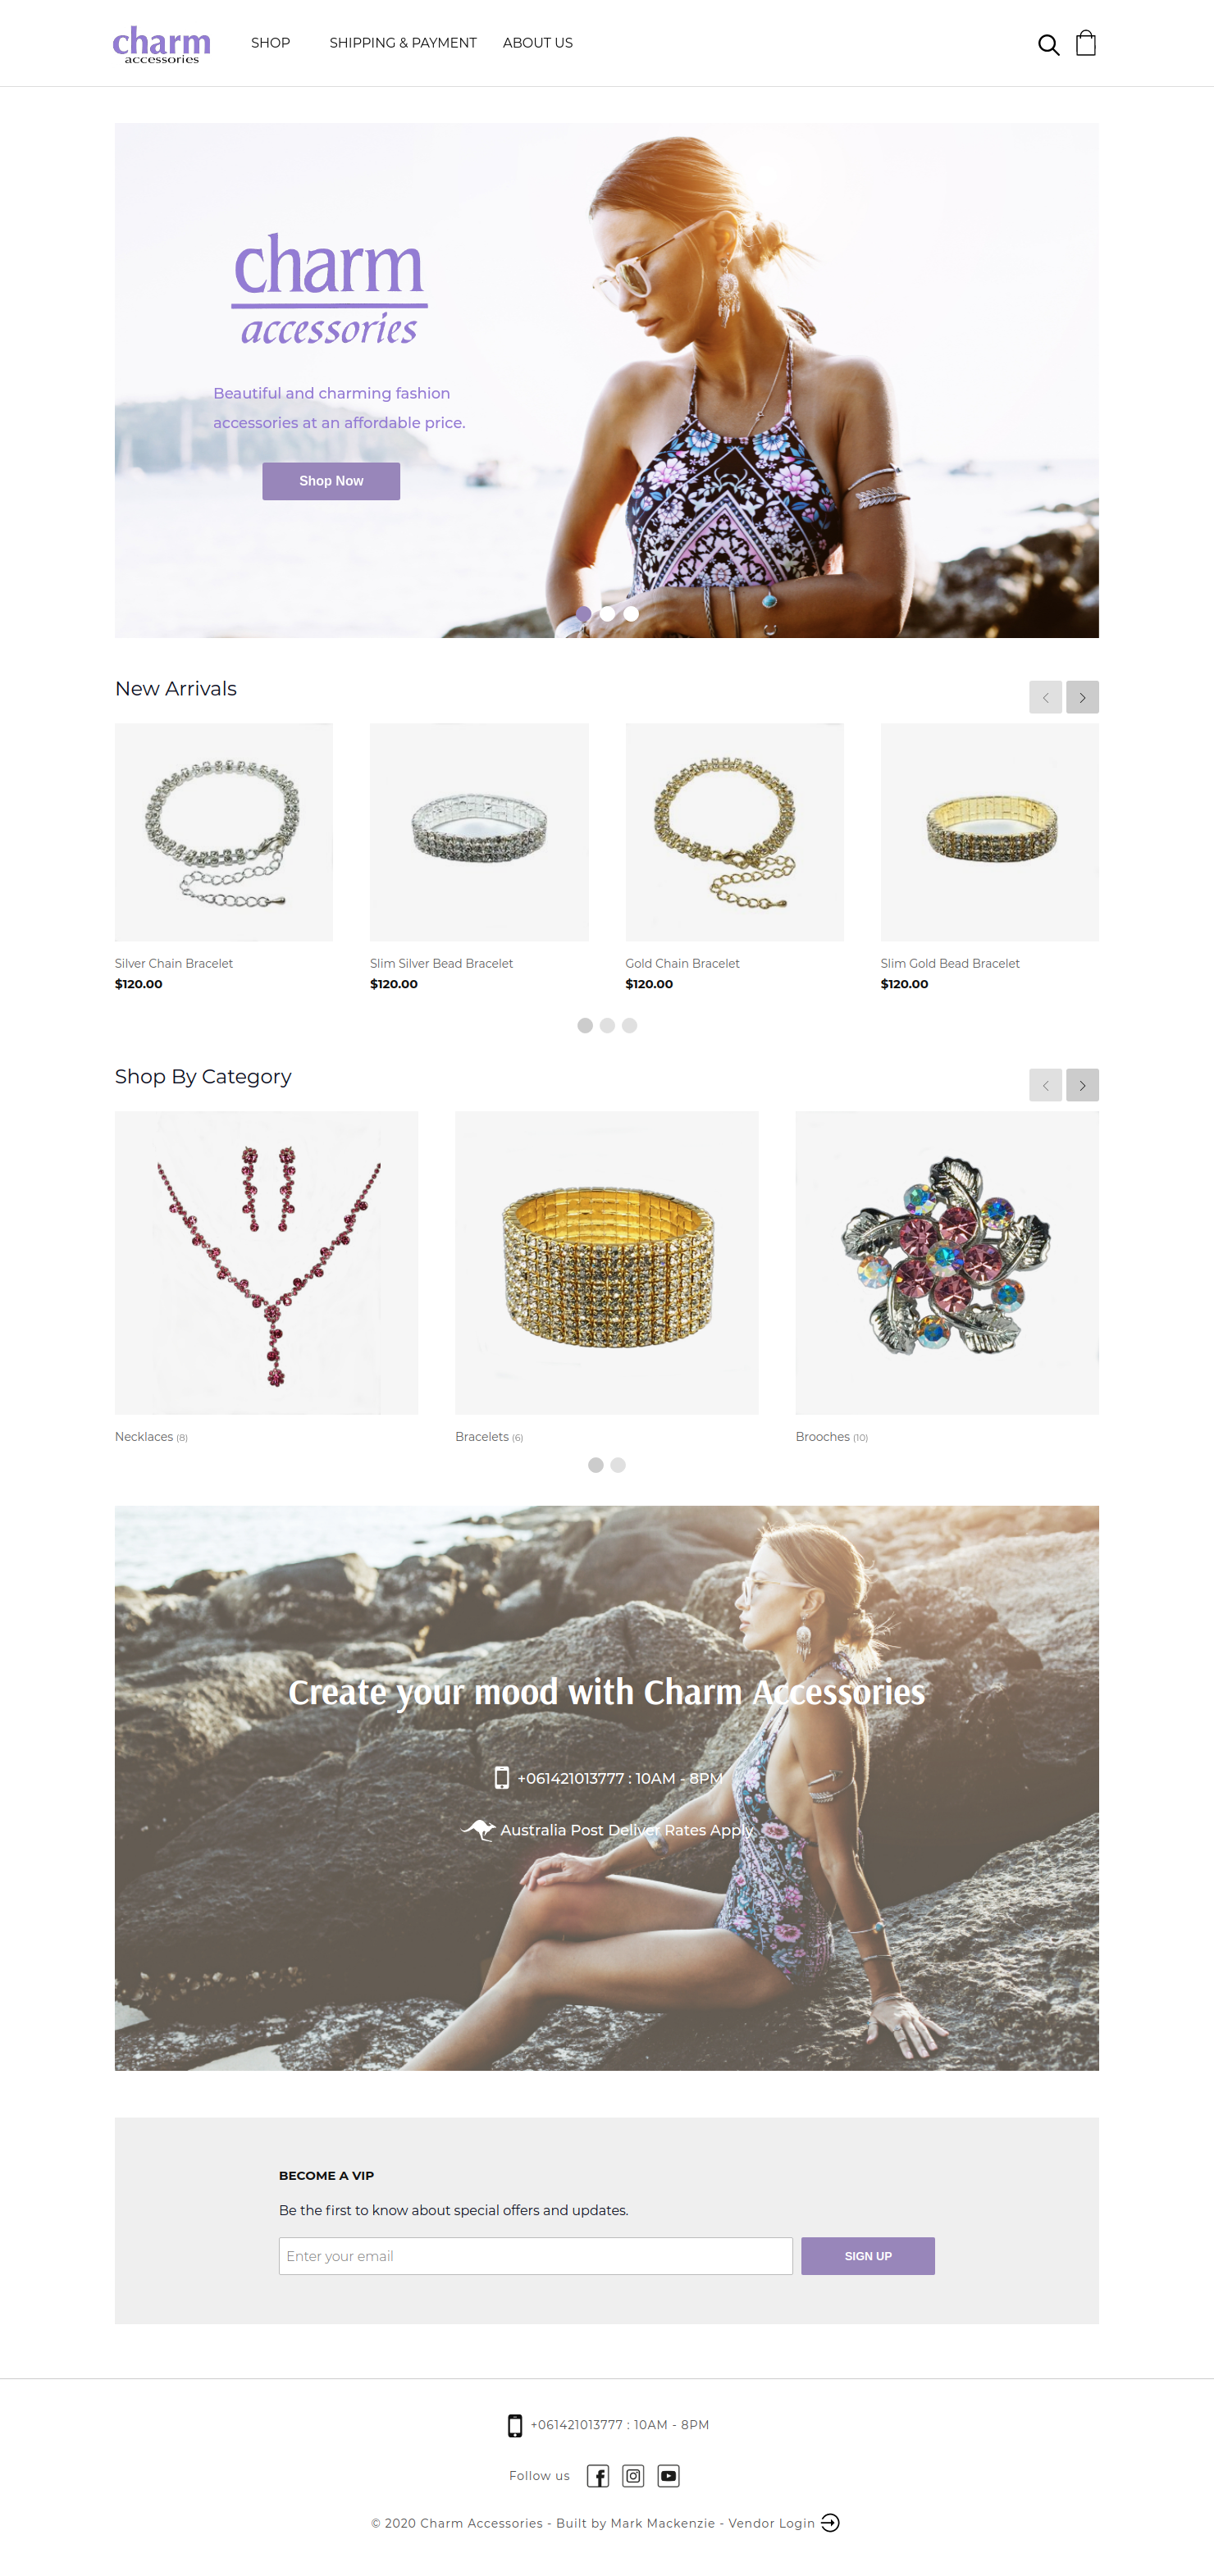 charm
accessories
SHOP
SHIPPING & PAYMENT
ABOUT US
charm
accessories
Beautiful and charming fashion
accessories at an affordable price.
Shop Now
New Arrivals
Silver Chain Bracelet
$120.00
Slim Silver Bead Bracelet
$120.00
Gold Chain Bracelet
$120.00
Slim Gold Bead Bracelet
$120.00
Shop By Category
Necklaces (8)
Bracelets (6)
Brooches (10)
Create your mood with Charm Accessories
+061421013777 : 10AM - 8PM
Australia Post Deliver Rates Apply
BECOME A VIP
Be the first to know about special offers and updates.
Enter your email
SIGN UP
+061421013777 : 10AM - 8PM
Follow us
© 2020 Charm Accessories - Built by Mark Mackenzie - Vendor Login